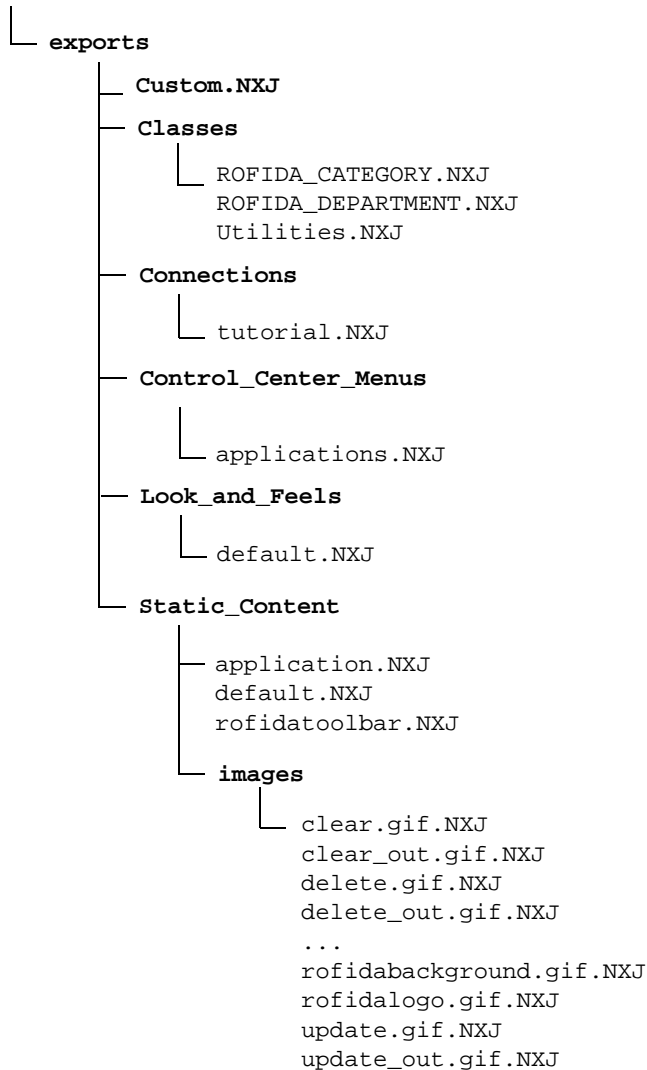 exports
Custom.NXJ
Classes
ROFIDA_CATEGORY.NXJ
ROFIDA_DEPARTMENT.NXJ
Utilities.NXJ
Connections
tutorial.NXJ
Control_Center_Menus
applications.NXJ
Look_and_Feels
default.NXJ
Static_Content
application.NXJ
default.NXJ
rofidatoolbar.NXJ
images
clear.gif.NXJ
clear_out.gif.NXJ
delete.gif.NXJ
delete_out.gif.NXJ
...
rofidabackground.gif.NXJ
rofidalogo.gif.NXJ
update.gif.NXJ
update_out.gif.NXJ